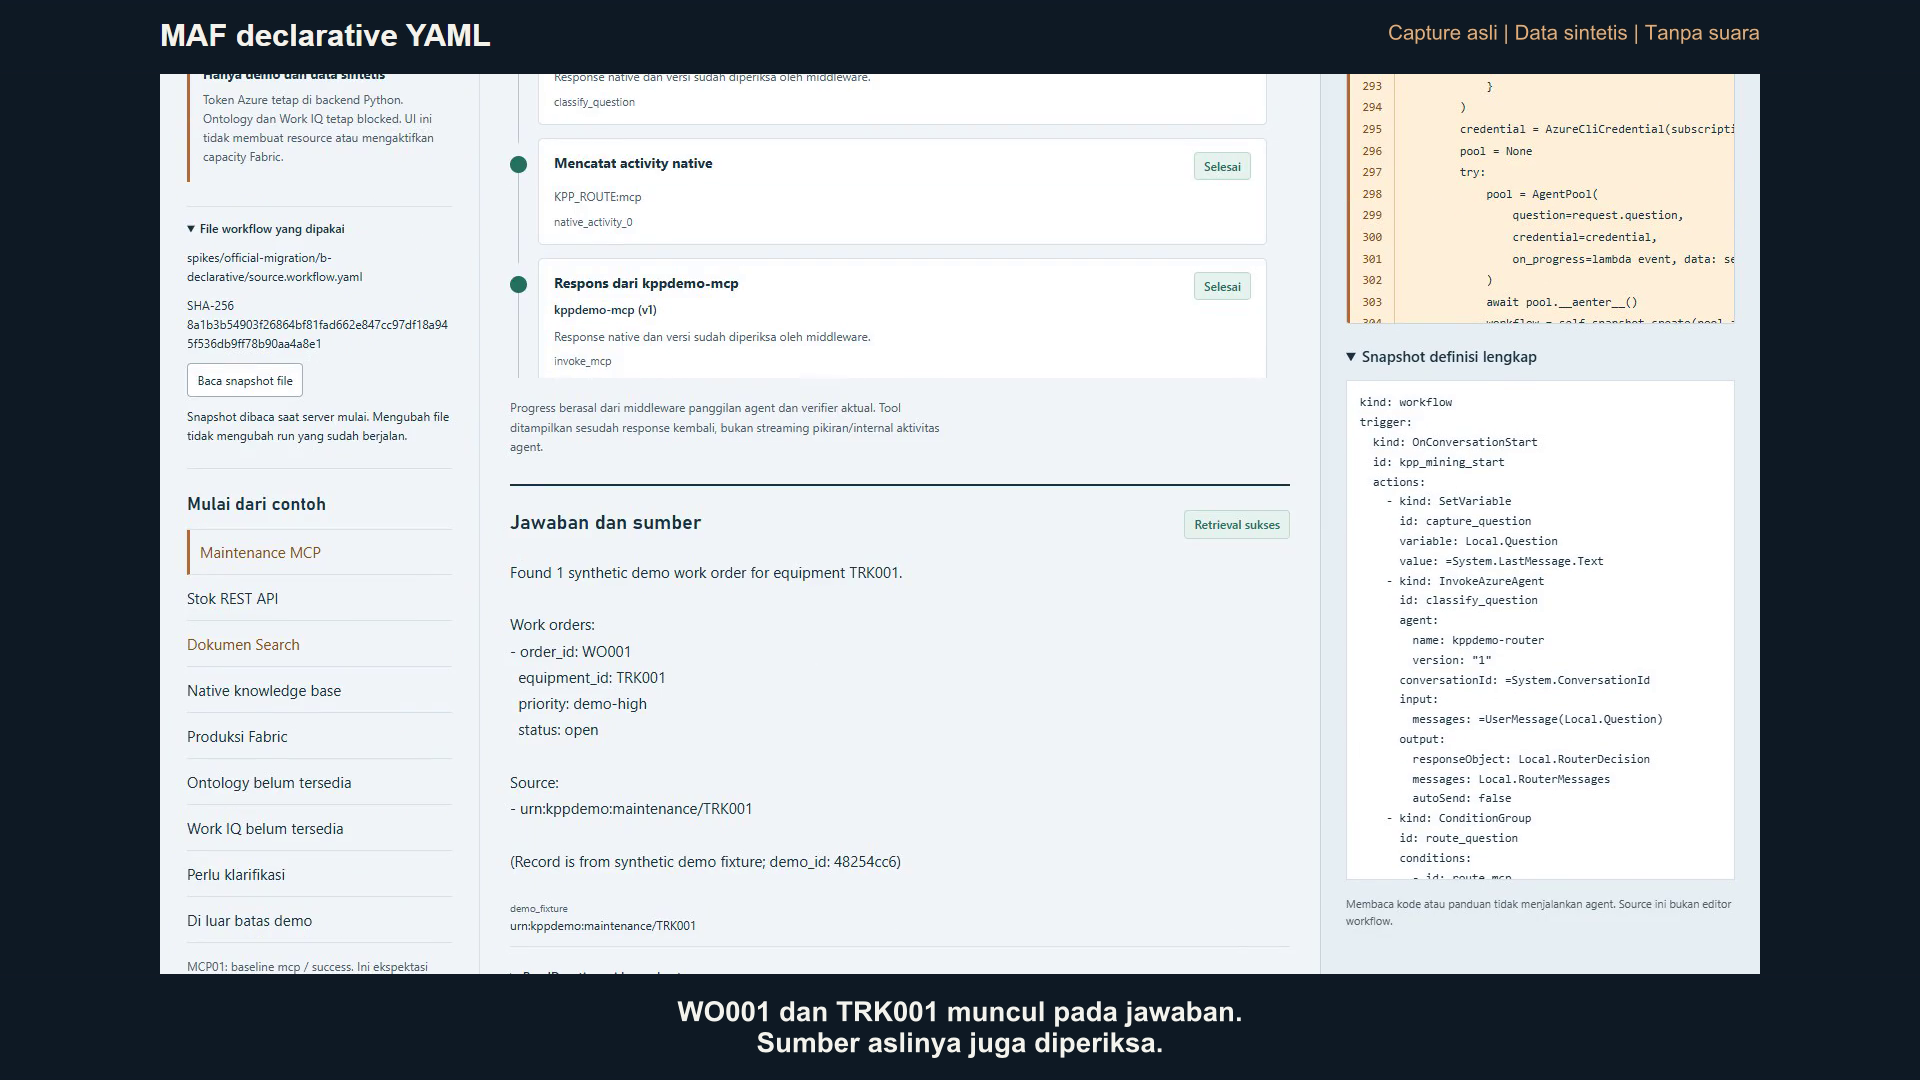 MAF declarative YAML
Capture asli | Data sintetis | Tanpa suara
Hanya demo dan data sintetis
Token Azure tetap di backend Python.
Ontology dan Work IQ tetap blocked. UI ini
tidak membuat resource atau mengaktifkan
capacity Fabric.
▼ File workflow yang dipakai
spikes/official-migration/b-
declarative/source.workflow.yaml
SHA-256
8a1b3b54903f26864bf81fad662e847cc97df18a94
5f536db9ff78b90aa4a8e1
Baca snapshot file
Snapshot dibaca saat server mulai. Mengubah file
tidak mengubah run yang sudah berjalan.
Mulai dari contoh
Maintenance MCP
Stok REST API
Dokumen Search
Native knowledge base
Produksi Fabric
Ontology belum tersedia
Work IQ belum tersedia
Perlu klarifikasi
Di luar batas demo
MCP01: baseline mcp / success. Ini ekspektasi
Response native dan versi sudah diperiksa oleh middleware.
classify_question
Mencatat activity native
Selesai
KPP_ROUTE:mcp
native_activity_0
Respons dari kppdemo-mcp
Selesai
kppdemo-mcp (v1)
Response native dan versi sudah diperiksa oleh middleware.
invoke_mcp
Progress berasal dari middleware panggilan agent dan verifier aktual. Tool
ditampilkan sesudah response kembali, bukan streaming pikiran/internal aktivitas
agent.
Jawaban dan sumber
Retrieval sukses
Found 1 synthetic demo work order for equipment TRK001.
Work orders:
- order_id: WO001
equipment_id: TRK001
priority: demo-high
status: open
Source:
- urn:kppdemo:maintenance/TRK001
(Record is from synthetic demo fixture; demo_id: 48254cc6)
demo_fixture
urn:kppdemo:maintenance/TRK001
293 }
294 )
295 credential = AzureCliCredential(subscripti
296 pool = None
297 try:
298 pool = AgentPool(
299 question=request.question,
300 credential=credential,
301 on_progress=lambda event, data: se
302 )
303 await pool.__aenter__()
304 workflow = self.snapshot.create(pool
▼ Snapshot definisi lengkap
kind: workflow
trigger:
kind: OnConversationStart
id: kpp_mining_start
actions:
- kind: SetVariable
id: capture_question
variable: Local.Question
value: =System.LastMessage.Text
- kind: InvokeAzureAgent
id: classify_question
agent:
name: kppdemo-router
version: "1"
conversationId: =System.ConversationId
input:
messages: =UserMessage(Local.Question)
output:
responseObject: Local.RouterDecision
messages: Local.RouterMessages
autoSend: false
- kind: ConditionGroup
id: route_question
conditions:
- id: route_mcp
Membaca kode atau panduan tidak menjalankan agent. Source ini bukan editor
workflow.
WO001 dan TRK001 muncul pada jawaban.
Sumber aslinya juga diperiksa.